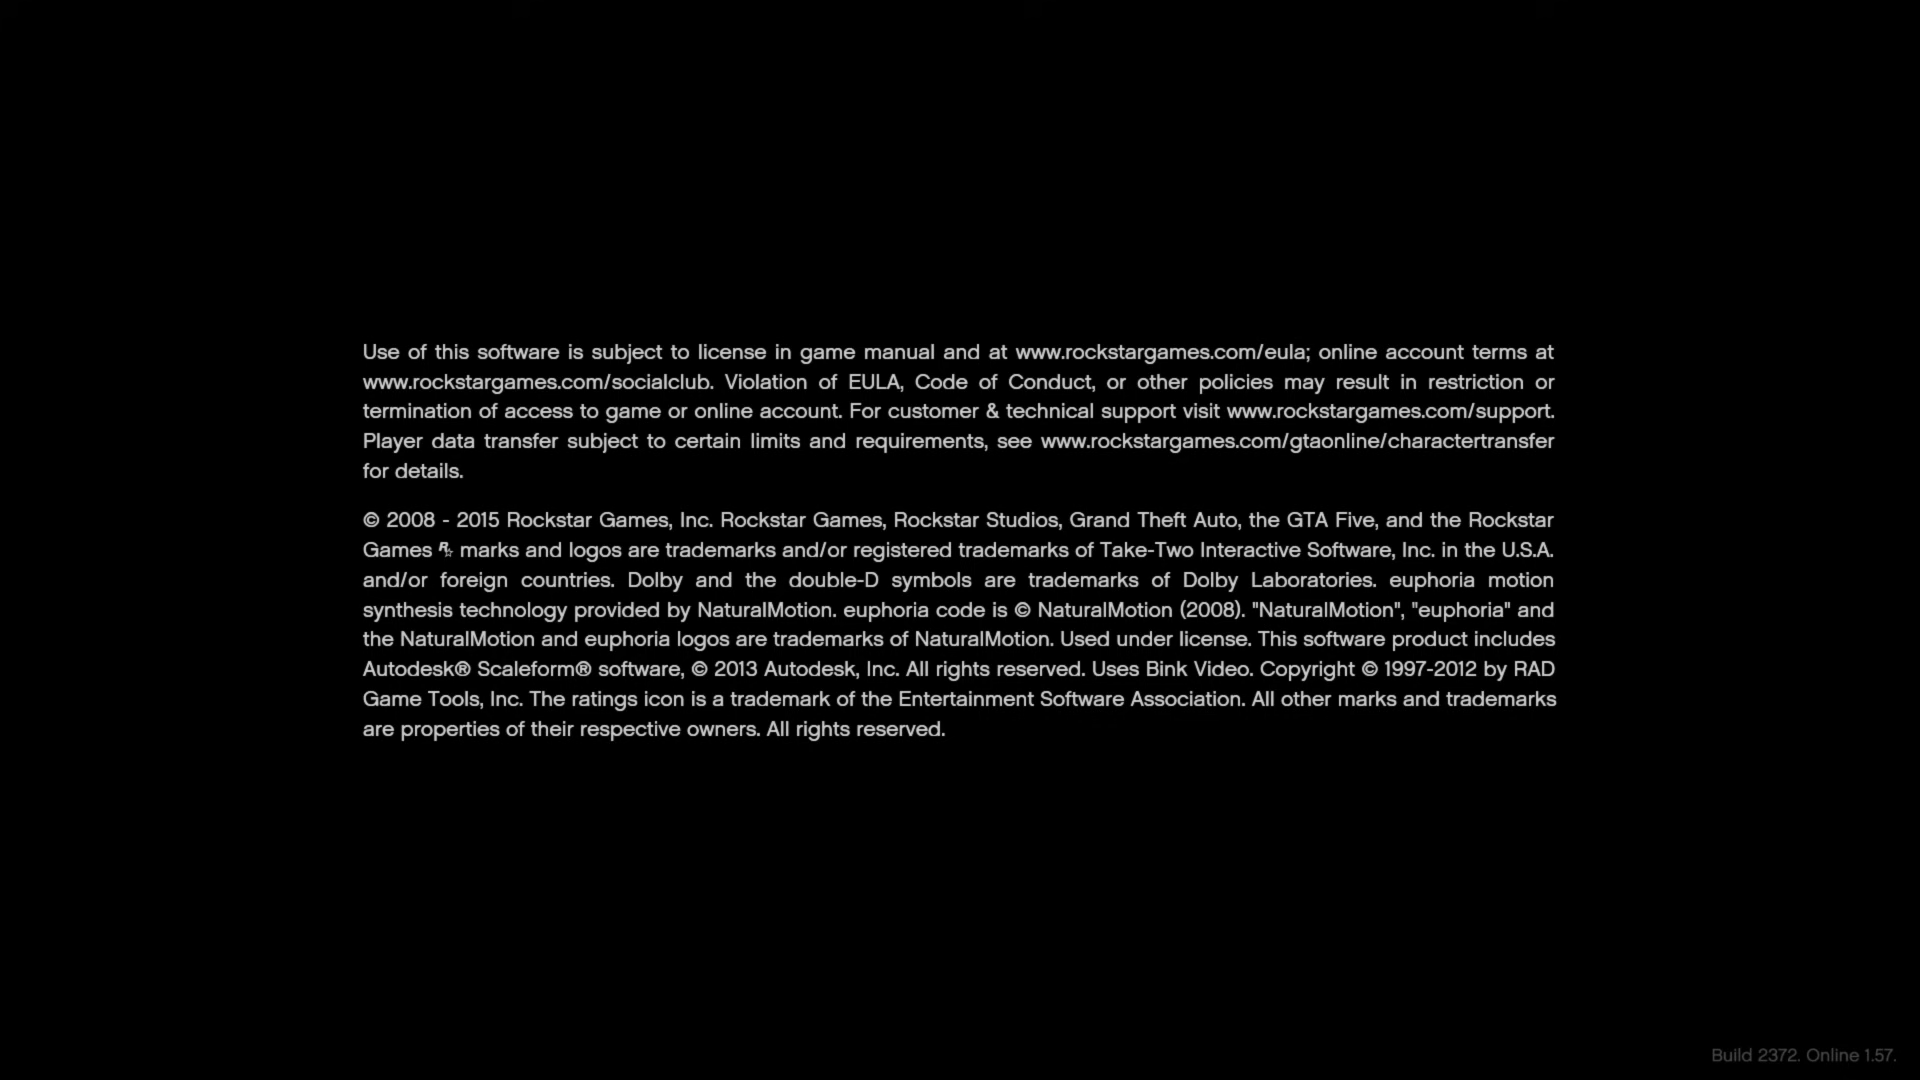 Use of this software is subject to license in game manual and at www.rockstargames.com/eula; online account terms at
www.rockstargames.com/socialclub. Violation of EULA, Code of Conduct, or other policies may result in restriction or
termination of access to game or online account. For customer & technical support visit www.rockstargames.com/support.
Player data transfer subject to certain limits and requirements, see www.rockstargames.com/gtaonline/charactertransfer
for details.
© 2008 - 2015 Rockstar Games, Inc. Rockstar Games, Rockstar Studios, Grand Theft Auto, the GTA Five, and the Rockstar
Games R* marks and logos are trademarks and/or registered trademarks of Take-Two Interactive Software, Inc. in the U.S.A.
and/or foreign countries. Dolby and the double-D symbols are trademarks of Dolby Laboratories. euphoria motion
synthesis technology provided by NaturalMotion. euphoria code is © NaturalMotion (2008). "NaturalMotion", "euphoria" and
the NaturalMotion and euphoria logos are trademarks of NaturalMotion. Used under license. This software product includes
Autodesk® Scaleform® software, © 2013 Autodesk, Inc. All rights reserved. Uses Bink Video. Copyright © 1997-2012 by RAD
Game Tools, Inc. The ratings icon is a trademark of the Entertainment Software Association. All other marks and trademarks
are properties of their respective owners. All rights reserved.
Build 2372. Online 1.57.